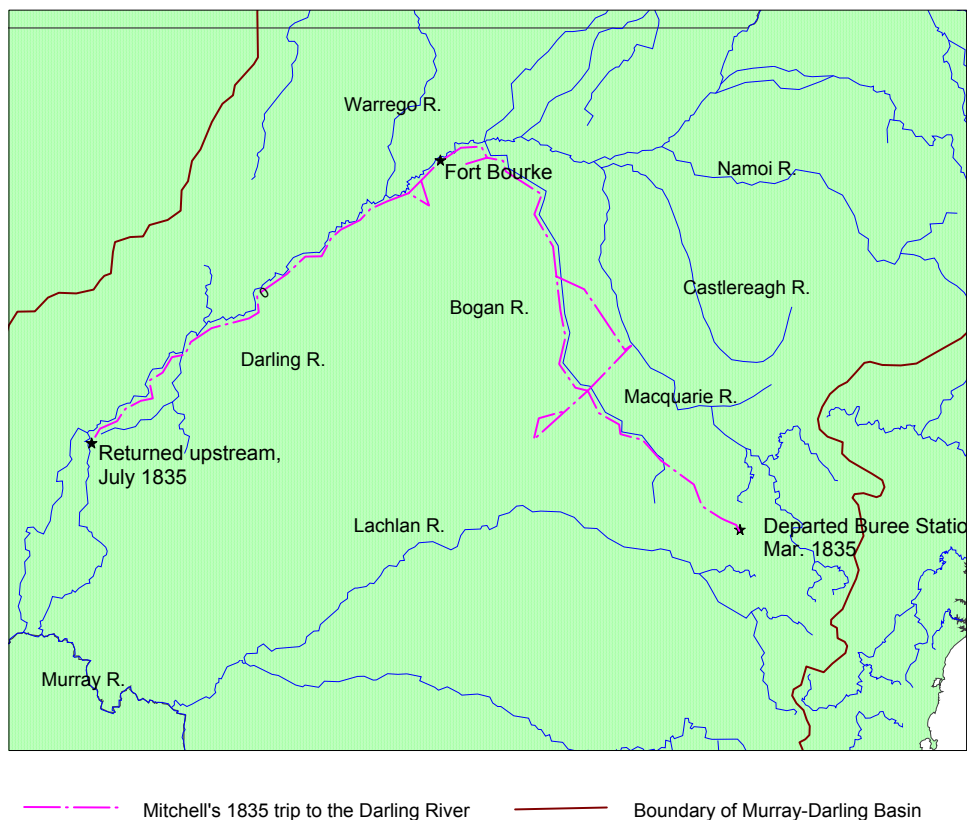 Warrego R.
Fort Bourke
Namoi R.
Castlereagh R.
Bogan R.
Darling R.
Macquarie R.
Returned upstream,
July 1835
Lachlan R.
Departed Buree Statio
Mar. 1835
Murray R.
Mitchell's 1835 trip to the Darling River
Boundary of Murray-Darling Basin